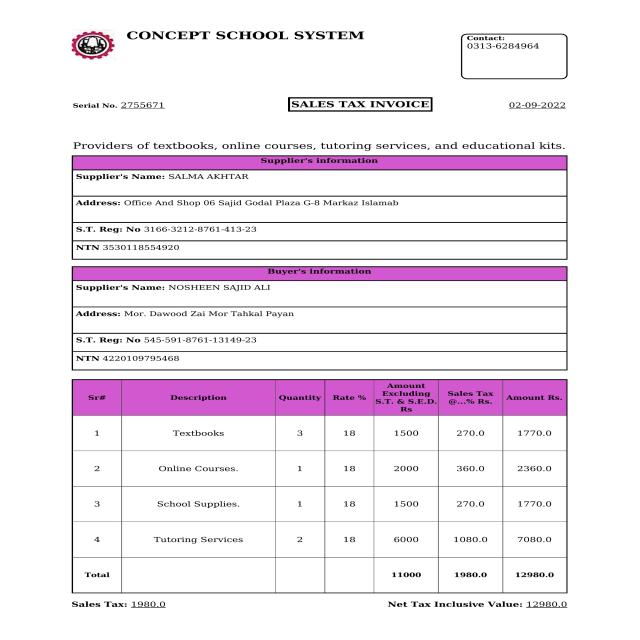 CONCEPT SCHOOL SYSTEM
Contact:
0313-6284964
Serial No. 2755671
SALES TAX INVOICE
02-09-2022
Providers of textbooks, online courses, tutoring services, and educational kits.
Supplier's information
Supplier's Name: SALMA AKHTAR
Address: Office And Shop 06 Sajid Godal Plaza G-8 Markaz Islamab
S.T. Reg: No 3166-3212-8761-413-23
NTN 3530118554920
Buyer's information
Supplier's Name: NOSHEEN SAJID ALI
Address: Mor. Dawood Zai Mor Tahkal Payan
S.T. Reg: No 545-591-8761-13149-23
NTN 4220109795468
Sr# Description Quantity Rate % Amount Excluding S.T. & S.E.D. Rs Sales Tax @...% Rs. Amount Rs.
1 Textbooks 3 18 1500 270.0 1770.0
2 Online Courses. 1 18 2000 360.0 2360.0
3 School Supplies. 1 18 1500 270.0 1770.0
4 Tutoring Services 2 18 6000 1080.0 7080.0
Total 11000 1980.0 12980.0
Sales Tax: 1980.0 Net Tax Inclusive Value: 12980.0